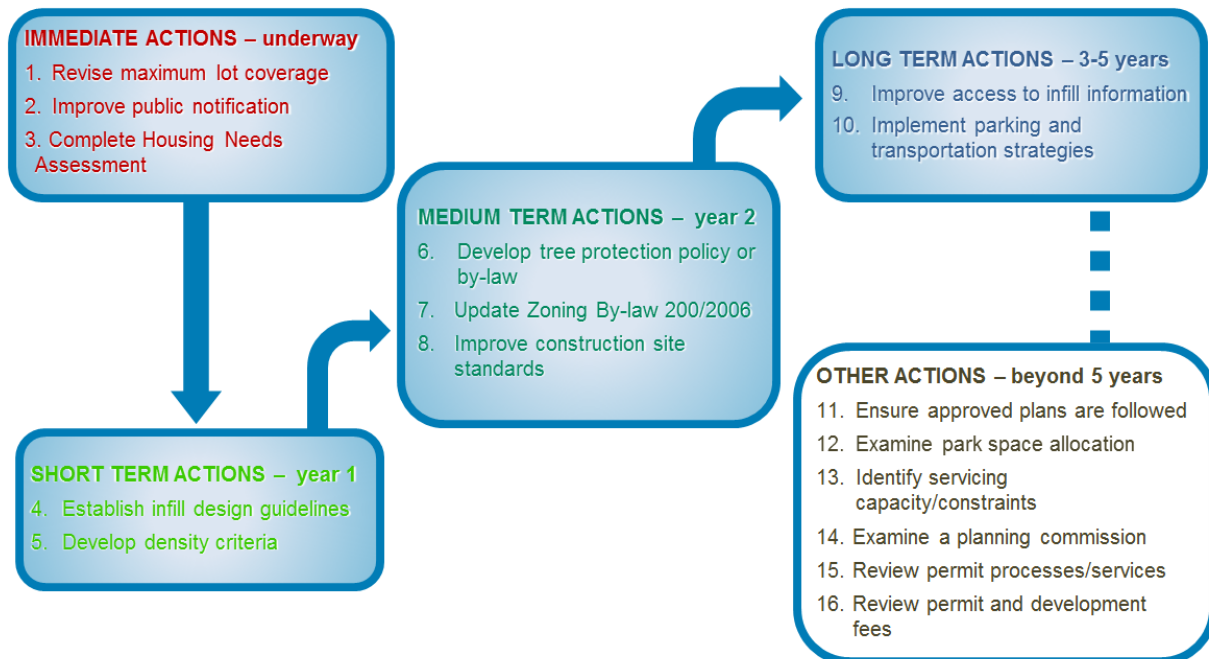 IMMEDIATE ACTIONS – underway
1. Revise maximum lot coverage
2. Improve public notification
3. Complete Housing Needs
Assessment
SHORT TERM ACTIONS – year 1
4. Establish infill design guidelines
5. Develop density criteria
MEDIUM TERM ACTIONS – year 2
6. Develop tree protection policy or
by-law
7. Update Zoning By-law 200/2006
8. Improve construction site
standards
LONG TERM ACTIONS – 3-5 years
9. Improve access to infill information
10. Implement parking and
transportation strategies
OTHER ACTIONS – beyond 5 years
11. Ensure approved plans are followed
12. Examine park space allocation
13. Identify servicing
capacity/constraints
14. Examine a planning commission
15. Review permit processes/services
16. Review permit and development
fees